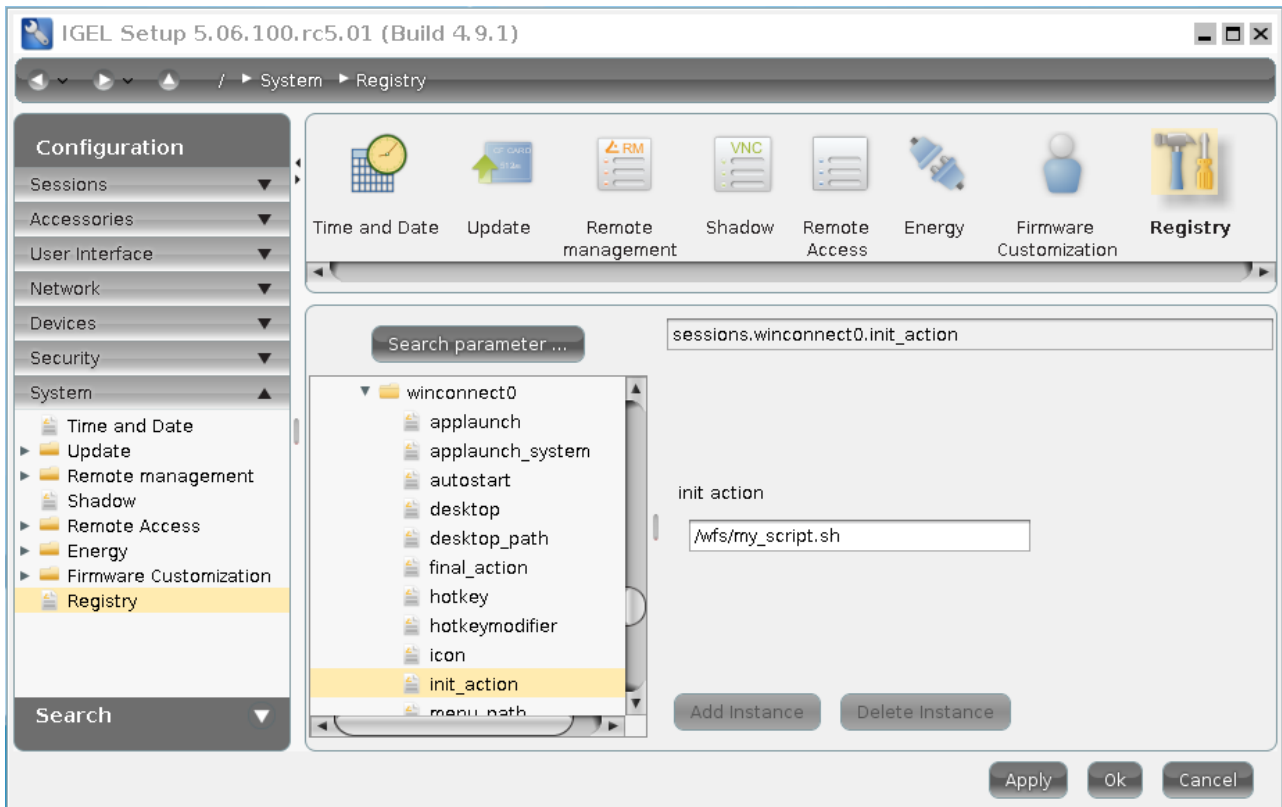 IGEL Setup 5.06.100.rc5.01 (Build 4.9.1)
/ System Registry
Configuration
Sessions
Accessories
User Interface
Network
Devices
Security
System
Time and Date
Update
Remote management
Shadow
Remote Access
Energy
Firmware Customization
Registry
Search
CF CARD
RM
VNC
Time and Date
Update
Remote
management
Shadow
Remote
Access
Energy
Firmware
Customization
Registry
Search parameter ...
winconnect0
applaunch
applaunch_system
autostart
desktop
desktop_path
final_action
hotkey
hotkeymodifier
icon
init_action
menu_path
sessions.winconnect0.init_action
init action
/wfs/my_script.sh
Add Instance
Delete Instance
Apply
Ok
Cancel